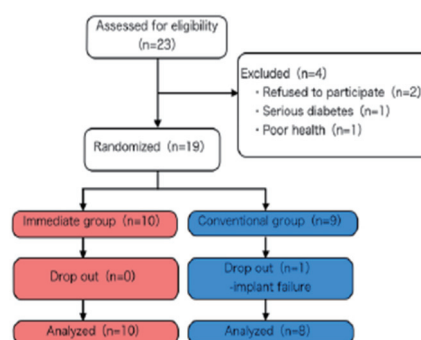 Assessed for eligibility
(n=23)
Excluded (n=4)
・Refused to participate (n=2)
・Serious diabetes (n=1)
・Poor health (n=1)
Randomized (n=19)
Immediate group (n=10)
Conventional group (n=9)
Drop out (n=0)
Drop out (n=1)
-implant failure
Analyzed (n=10)
Analyzed (n=8)